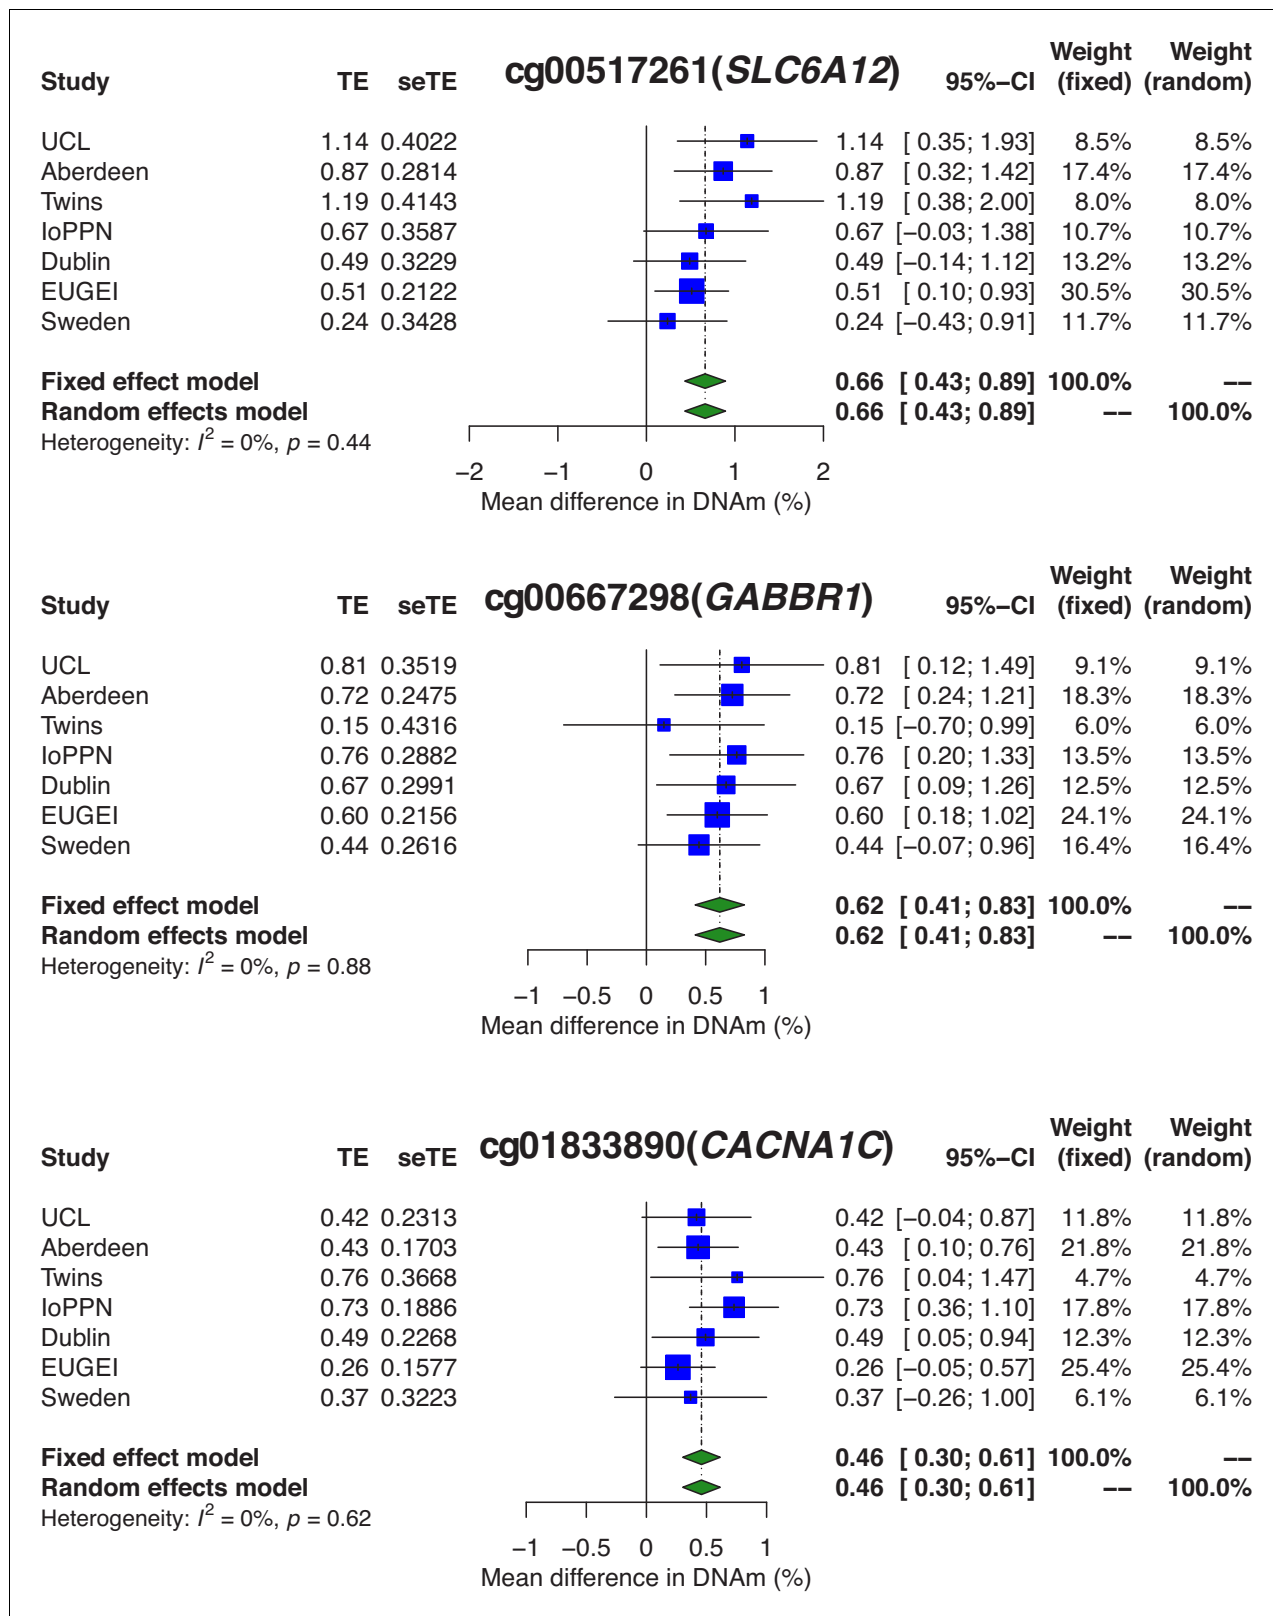 Study TE seTE cg00517261(SLC6A12) 95%−CI Weight (fixed) Weight (random)
UCL 1.14 0.4022 1.14 [ 0.35; 1.93] 8.5% 8.5%
Aberdeen 0.87 0.2814 0.87 [ 0.32; 1.42] 17.4% 17.4%
Twins 1.19 0.4143 1.19 [ 0.38; 2.00] 8.0% 8.0%
IoPPN 0.67 0.3587 0.67 [−0.03; 1.38] 10.7% 10.7%
Dublin 0.49 0.3229 0.49 [−0.14; 1.12] 13.2% 13.2%
EUGEI 0.51 0.2122 0.51 [ 0.10; 0.93] 30.5% 30.5%
Sweden 0.24 0.3428 0.24 [−0.43; 0.91] 11.7% 11.7%
Fixed effect model 0.66 [ 0.43; 0.89] 100.0% −−
Random effects model 0.66 [ 0.43; 0.89] −− 100.0%
Heterogeneity: I² = 0%, p = 0.44
−2 −1 0 1 2
Mean difference in DNAm (%)
Study TE seTE cg00667298(GABBR1) 95%−CI Weight (fixed) Weight (random)
UCL 0.81 0.3519 0.81 [ 0.12; 1.49] 9.1% 9.1%
Aberdeen 0.72 0.2475 0.72 [ 0.24; 1.21] 18.3% 18.3%
Twins 0.15 0.4316 0.15 [−0.70; 0.99] 6.0% 6.0%
IoPPN 0.76 0.2882 0.76 [ 0.20; 1.33] 13.5% 13.5%
Dublin 0.67 0.2991 0.67 [ 0.09; 1.26] 12.5% 12.5%
EUGEI 0.60 0.2156 0.60 [ 0.18; 1.02] 24.1% 24.1%
Sweden 0.44 0.2616 0.44 [−0.07; 0.96] 16.4% 16.4%
Fixed effect model 0.62 [ 0.41; 0.83] 100.0% −−
Random effects model 0.62 [ 0.41; 0.83] −− 100.0%
Heterogeneity: I² = 0%, p = 0.88
−1 −0.5 0 0.5 1
Mean difference in DNAm (%)
Study TE seTE cg01833890(CACNA1C) 95%−CI Weight (fixed) Weight (random)
UCL 0.42 0.2313 0.42 [−0.04; 0.87] 11.8% 11.8%
Aberdeen 0.43 0.1703 0.43 [ 0.10; 0.76] 21.8% 21.8%
Twins 0.76 0.3668 0.76 [ 0.04; 1.47] 4.7% 4.7%
IoPPN 0.73 0.1886 0.73 [ 0.36; 1.10] 17.8% 17.8%
Dublin 0.49 0.2268 0.49 [ 0.05; 0.94] 12.3% 12.3%
EUGEI 0.26 0.1577 0.26 [−0.05; 0.57] 25.4% 25.4%
Sweden 0.37 0.3223 0.37 [−0.26; 1.00] 6.1% 6.1%
Fixed effect model 0.46 [ 0.30; 0.61] 100.0% −−
Random effects model 0.46 [ 0.30; 0.61] −− 100.0%
Heterogeneity: I² = 0%, p = 0.62
−1 −0.5 0 0.5 1
Mean difference in DNAm (%)